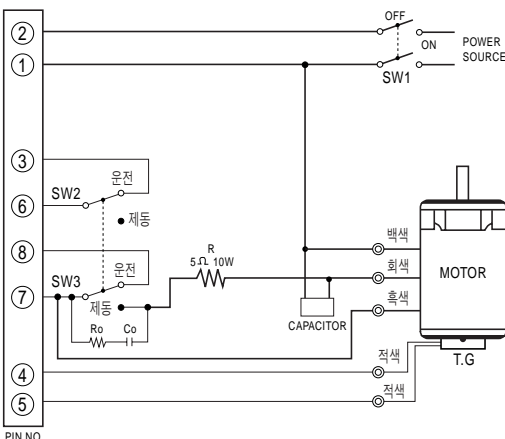 OFF
②
ON
POWER
SOURCE
①
SW1
③
운전
SW2
⑥
제동
⑧
백색
R
5Ω 10W
운전
SW3
회색
MOTOR
⑦
제동
흑색
CAPACITOR
Ro
Co
T.G
적색
④
적색
⑤
PIN NO